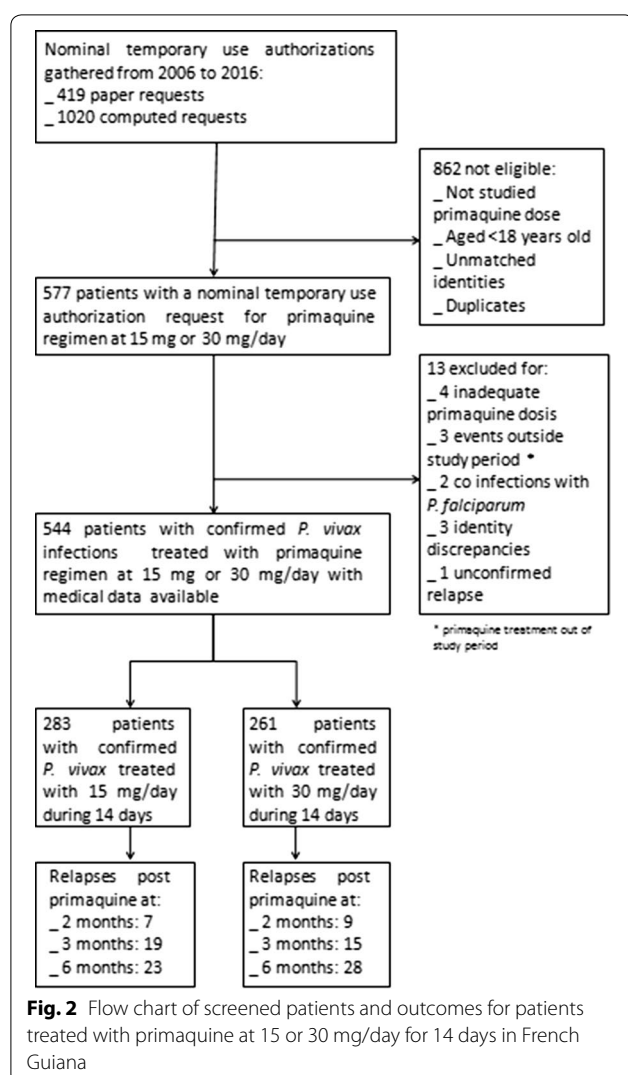 Nominal temporary use authorizations
gathered from 2006 to 2016:
_ 419 paper requests
_ 1020 computed requests
862 not eligible:
_ Not studied
primaquine dose
_ Aged <18 years old
_ Unmatched
identities
_ Duplicates
577 patients with a nominal temporary use
authorization request for primaquine
regimen at 15 mg or 30 mg/day
13 excluded for:
_ 4 inadequate
primaquine dosis
_ 3 events outside
study period *
_ 2 co infections with
P. falciparum
_ 3 identity
discrepancies
_ 1 unconfirmed
relapse
* primaquine treatment out of
study period
544 patients with confirmed P. vivax
infections treated with primaquine
regimen at 15 mg or 30 mg/day with
medical data available
283 patients
with confirmed
P. vivax treated
with 15 mg/day
during 14 days
261 patients
with confirmed
P. vivax treated
with 30 mg/day
during 14 days
Relapses post
primaquine at:
_ 2 months: 7
_ 3 months: 19
_ 6 months: 23
Relapses post
primaquine at:
_ 2 months: 9
_ 3 months: 15
_ 6 months: 28
Fig. 2 Flow chart of screened patients and outcomes for patients
treated with primaquine at 15 or 30 mg/day for 14 days in French
Guiana